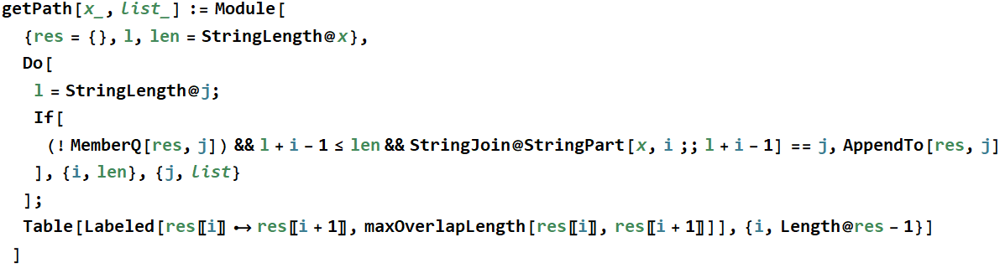 getPath[x_, list_] := Module[
{res = {}, l, len = StringLength@x},
Do[
l = StringLength@j;
If[
(! MemberQ[res, j]) && l + i - 1 ≤ len && StringJoin@StringPart[x, i ;; l + i - 1] == j, AppendTo[res, j]
], {i, len}, {j, list}
];
Table[Labeled[res〚i〛 ↔ res〚i + 1〛, maxOverlapLength[res〚i〛, res〚i + 1〛]], {i, Length@res - 1}]
]